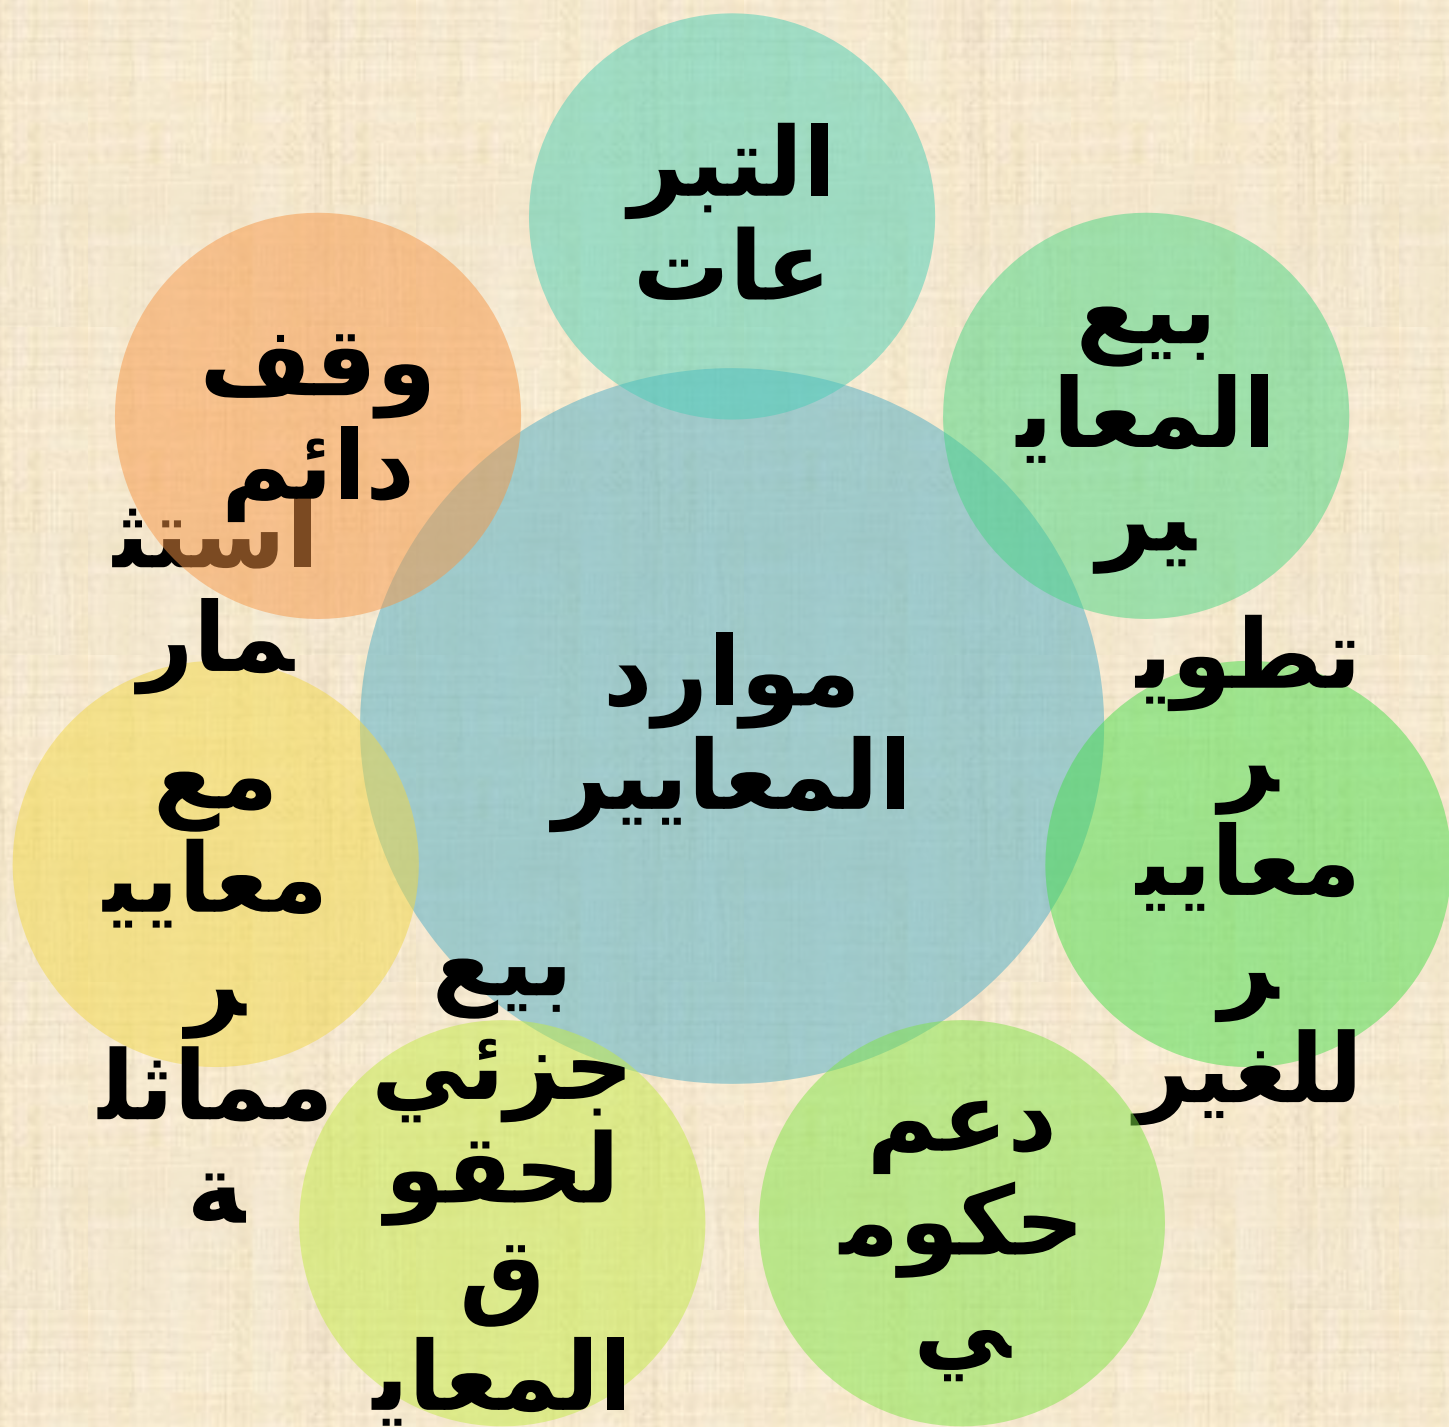 موارد
المعايير
التبر
عات
بيع
المعاي
ير
تطوي
ر
معايي
ر
للغير
دعم
حكوم
ي
بيع
جزئي
لحقو
ق
المعاي
استث
مار
مع
معايي
ر
مماثل
ة
وقف
دائم